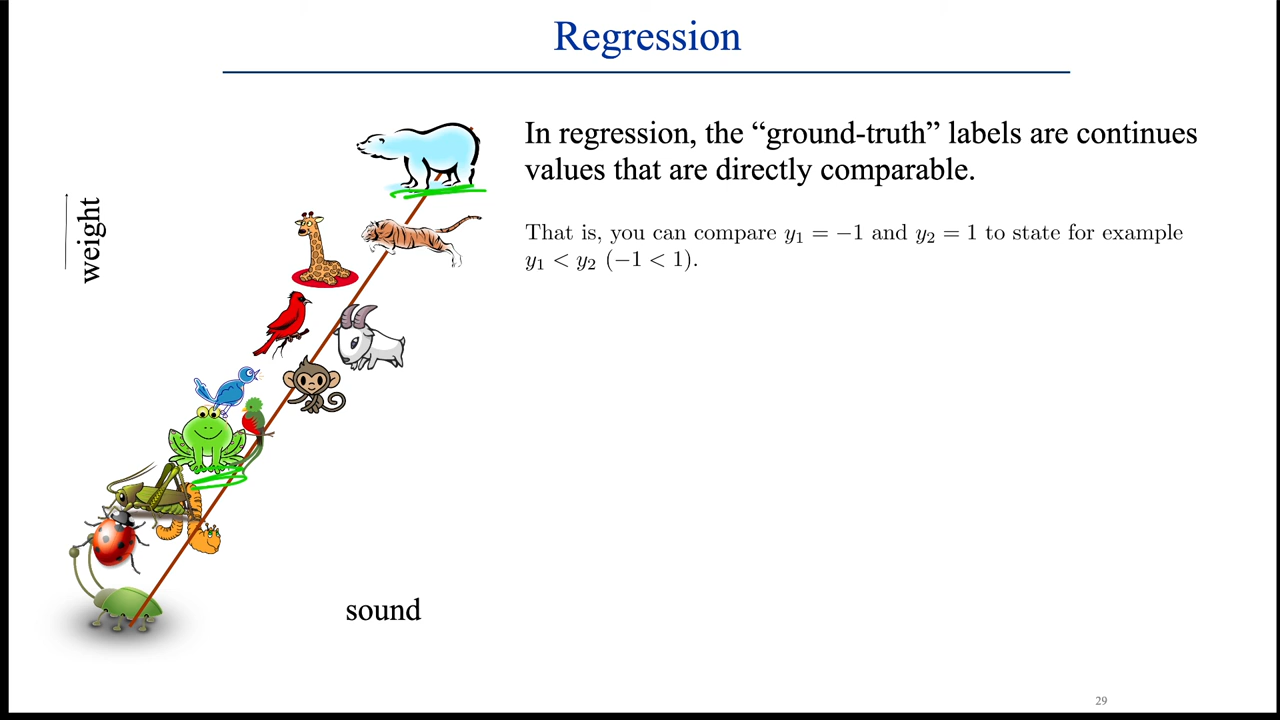 Regression
weight
In regression, the “ground-truth” labels are continues
values that are directly comparable.
That is, you can compare y₁ = −1 and y₂ = 1 to state for example
y₁ < y₂ (−1 < 1).
sound
29